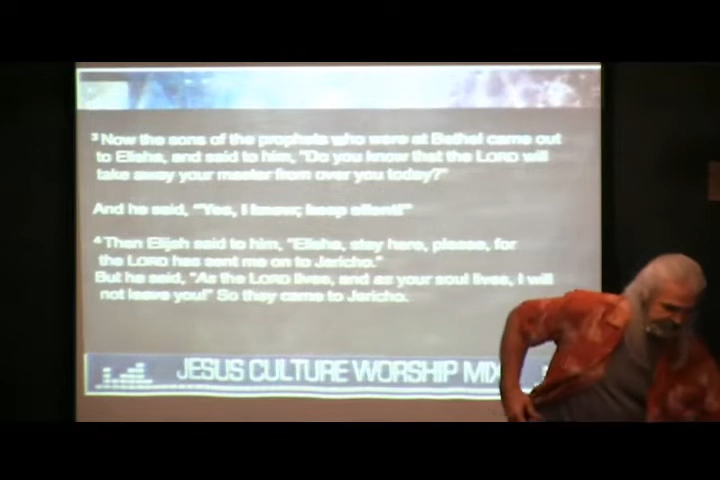 3 Now the sons of the prophets who were at Bethel came out
to Elisha, and said to him, "Do you know that the LORD will
take away your master from over you today?"
And he said, "Yes, I know; keep silent!"
4 Then Elijah said to him, "Elisha, stay here, please, for
the LORD has sent me on to Jericho."
But he said, "As the LORD lives, and as your soul lives, I will
not leave you!" So they came to Jericho.
JESUS CULTURE WORSHIP MIX